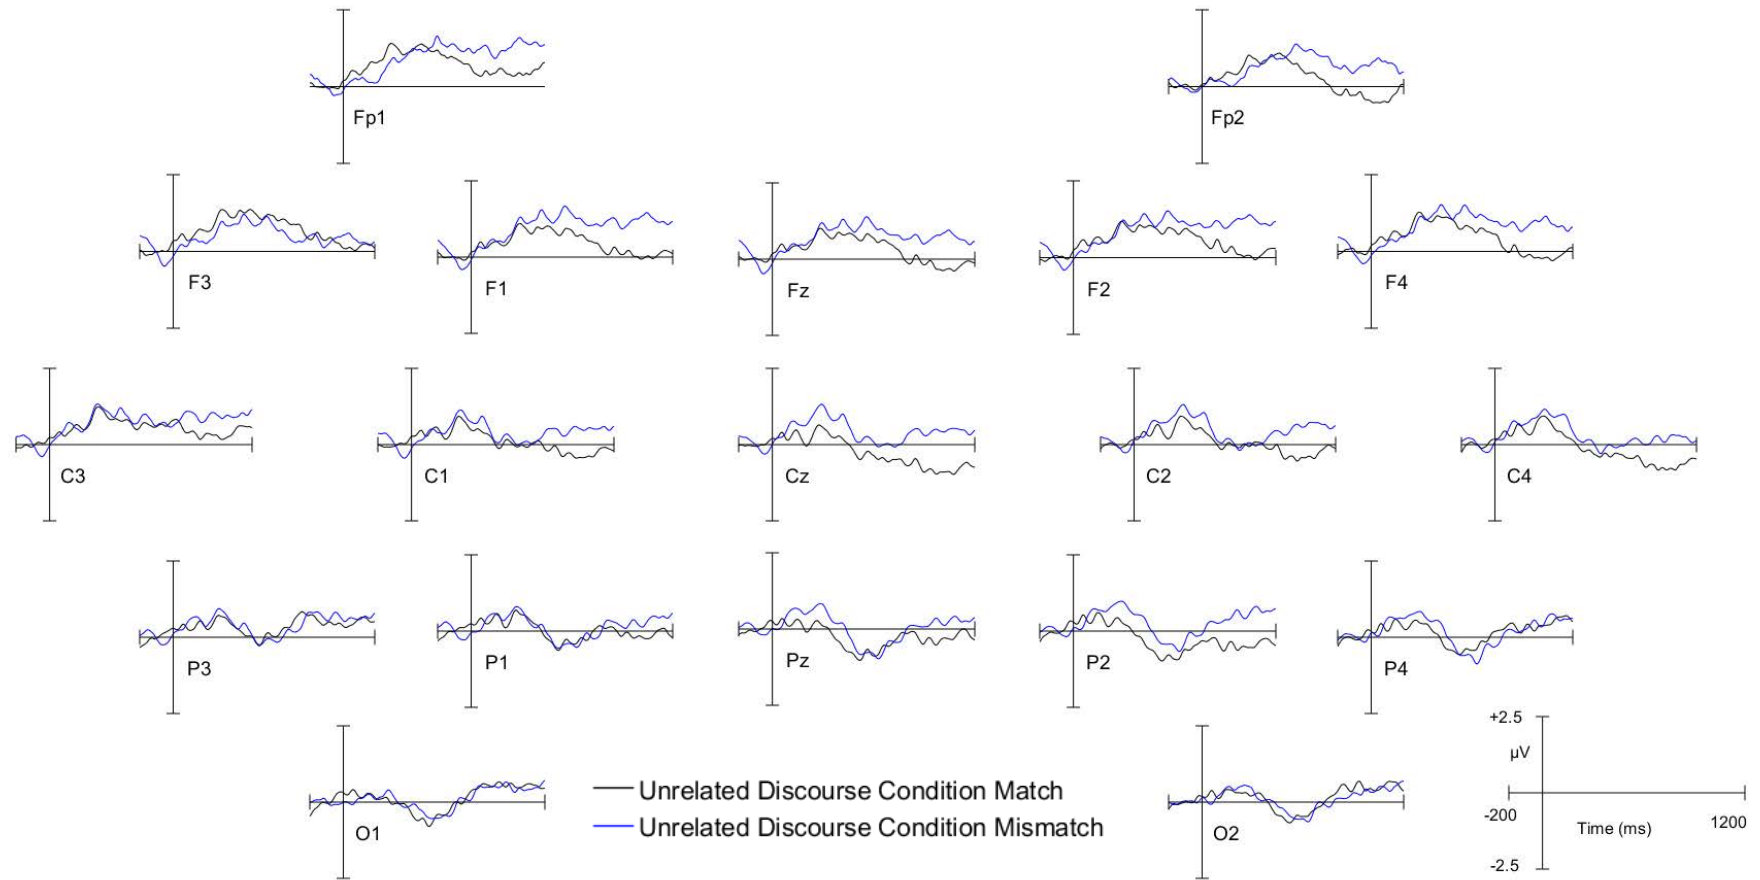 Fp1
Fp2
F3
F1
Fz
F2
F4
C3
C1
Cz
C2
C4
P3
P1
Pz
P2
P4
O1
Unrelated Discourse Condition Match
Unrelated Discourse Condition Mismatch
O2
+2.5
µV
-200
Time (ms)
1200
-2.5